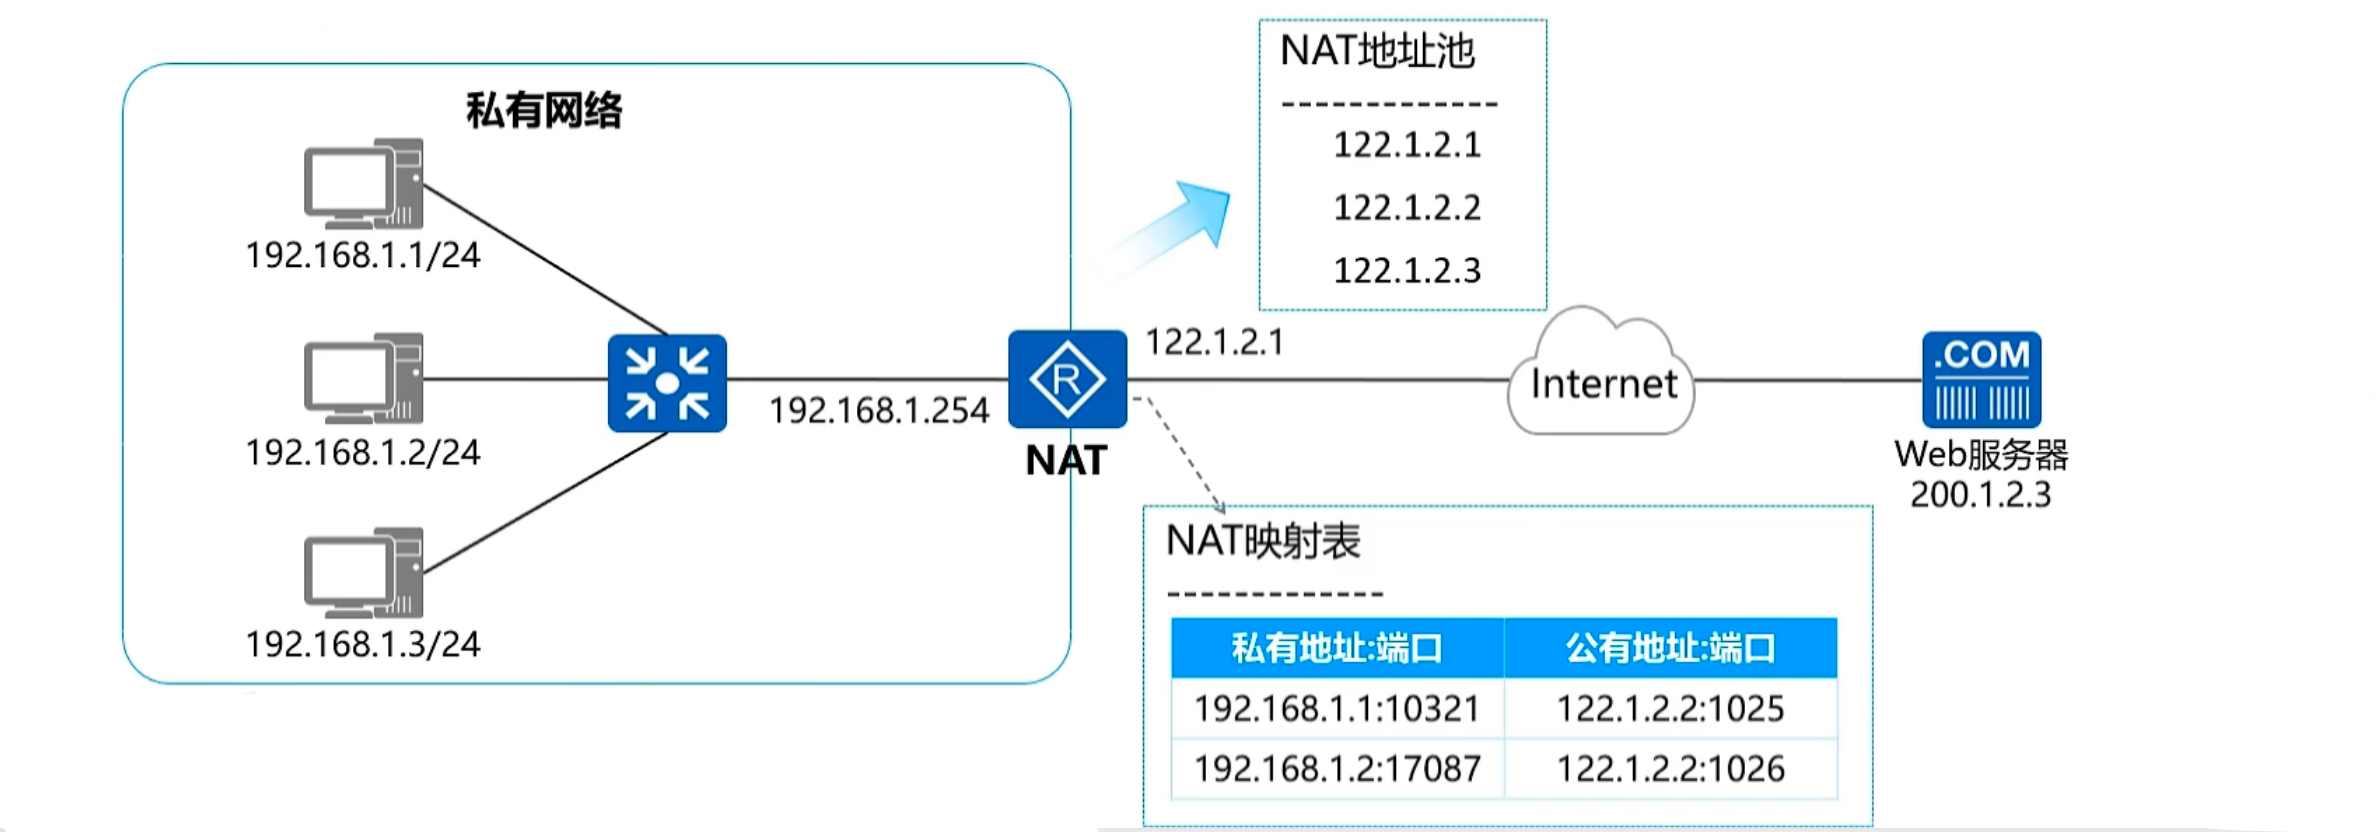 私有网络
192.168.1.1/24
192.168.1.2/24
192.168.1.3/24
192.168.1.254
R
NAT
122.1.2.1
NAT地址池
-------------
122.1.2.1
122.1.2.2
122.1.2.3
Internet
.COM
Web服务器
200.1.2.3
NAT映射表
-------------
私有地址:端口 公有地址:端口
192.168.1.1:10321 122.1.2.2:1025
192.168.1.2:17087 122.1.2.2:1026